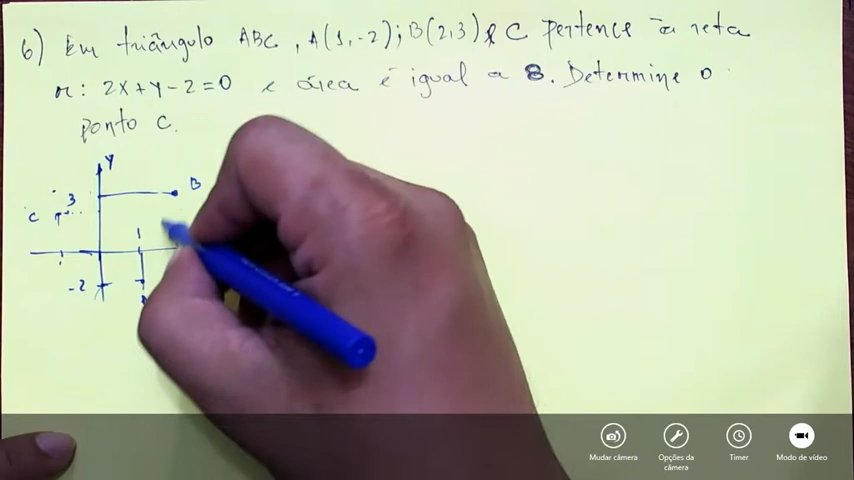 6) Em triângulo ABC, A(1,-2); B(2,3) e C pertence à reta
r: 2x+y-2=0 e área é igual a 8. Determine o
ponto C.
Y
B
3
C
1
-2
Mudar câmera
Opções da câmera
Timer
Modo de vídeo